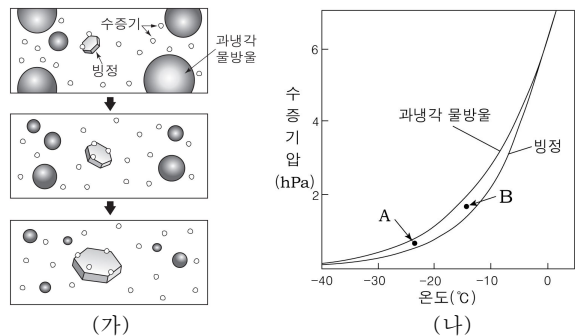 수증기
과냉각
물방울
빙정
(가)
6
4
2
수
증
기
압
(hPa)
과냉각 물방울
빙정
A
B
-40
-30
-20
-10
0
온도(℃)
(나)